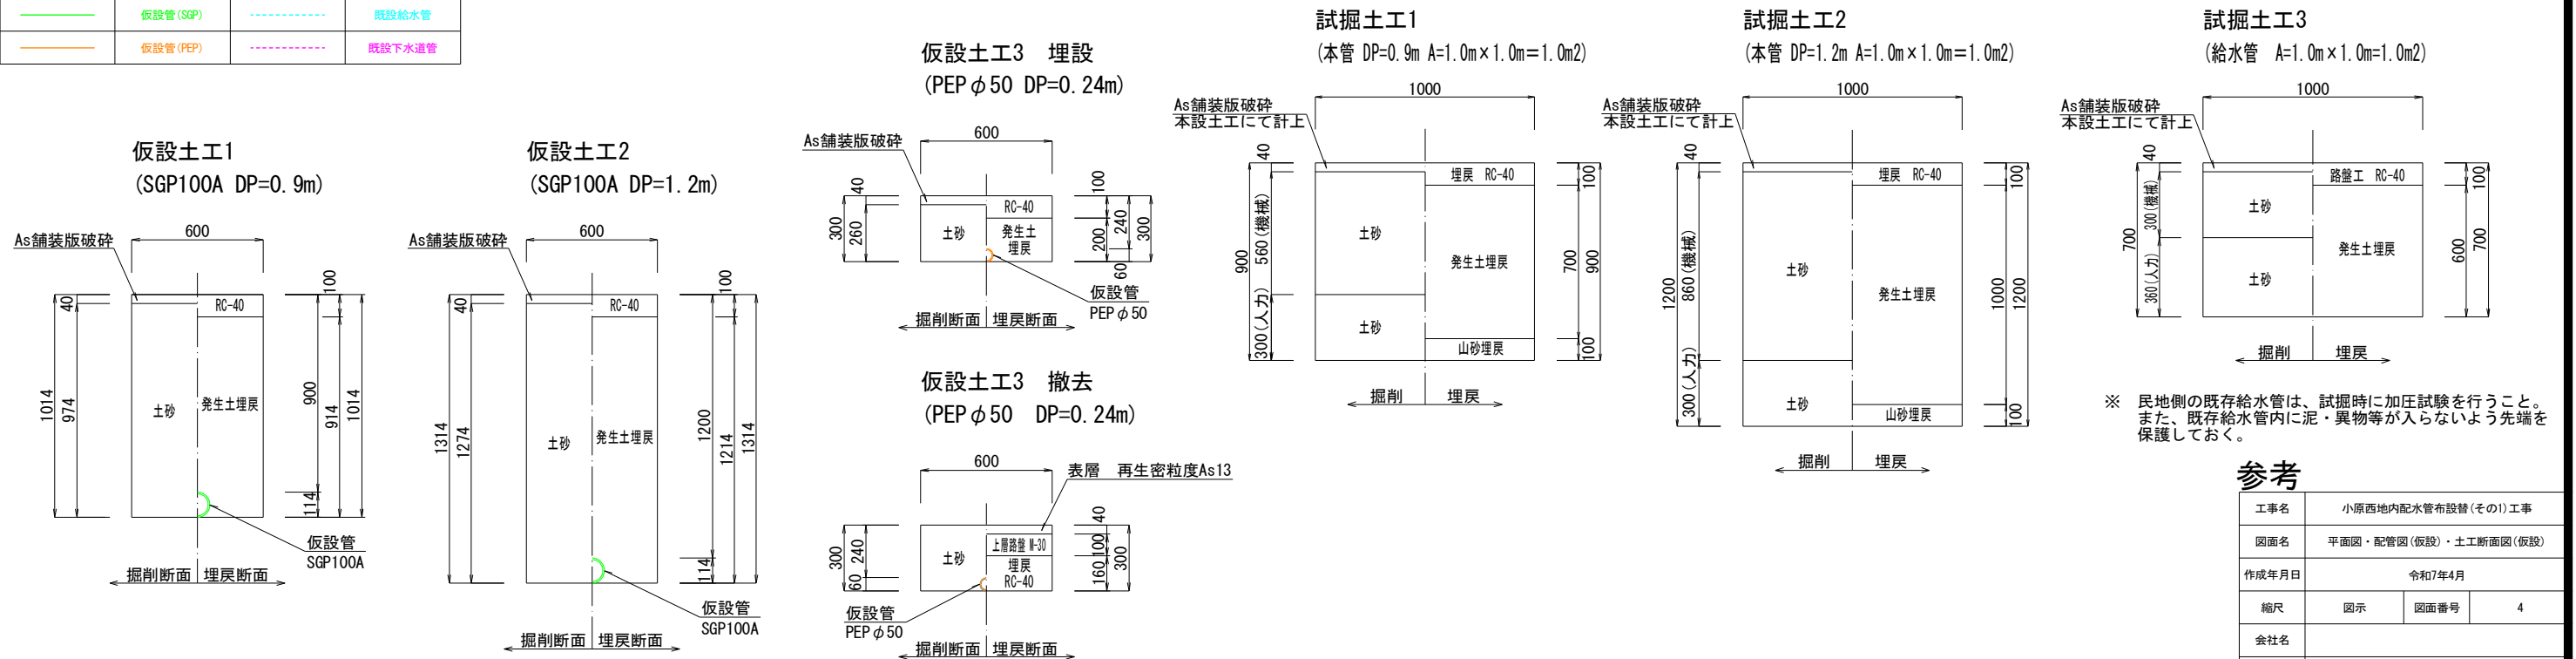 仮設管(SGP) 既設給水管
仮設管(PEP) 既設下水道管
仮設土工1
(SGP100A DP=0.9m)
As舗装版破砕
600
100
40
RC-40
1014
974
土砂
発生土埋戻
900
914
1014
114
仮設管
SGP100A
掘削断面 埋戻断面
仮設土工2
(SGP100A DP=1.2m)
As舗装版破砕
600
100
40
RC-40
1314
1274
土砂
発生土埋戻
1200
1214
1314
114
仮設管
SGP100A
掘削断面 埋戻断面
仮設土工3 埋設
(PEPφ50 DP=0.24m)
As舗装版破砕
600
40
100
300
260
RC-40
土砂
発生土
埋戻
200
240
300
60
仮設管
PEPφ50
掘削断面 埋戻断面
仮設土工3 撤去
(PEPφ50 DP=0.24m)
600
表層 再生密粒度As13
40
300
240
60
土砂
上層路盤 M-30
埋戻
RC-40
100
160
300
仮設管
PEPφ50
掘削断面 埋戻断面
試掘土工1
(本管 DP=0.9m A=1.0m×1.0m=1.0m2)
As舗装版破砕
本設土工にて計上
1000
40
埋戻 RC-40
100
900
560(機械)
300(人力)
土砂
土砂
発生土埋戻
山砂埋戻
700
900
100
掘削 埋戻
試掘土工2
(本管 DP=1.2m A=1.0m×1.0m=1.0m2)
As舗装版破砕
本設土工にて計上
1000
40
埋戻 RC-40
100
1200
860(機械)
300(人力)
土砂
土砂
発生土埋戻
山砂埋戻
1000
1200
100
掘削 埋戻
試掘土工3
(給水管 A=1.0m×1.0m=1.0m2)
As舗装版破砕
本設土工にて計上
1000
40
路盤工 RC-40
100
700
300(機械)
360(人力)
土砂
土砂
発生土埋戻
600
700
掘削 埋戻
※ 民地側の既存給水管は、試掘時に加圧試験を行うこと。
また、既存給水管内に泥・異物等が入らないよう先端を
保護しておく。
参考
工事名 小原西地内配水管布設替(その1)工事
図面名 平面図・配管図(仮設)・土工断面図(仮設)
作成年月日 令和7年4月
縮尺 図示 図面番号 4
会社名